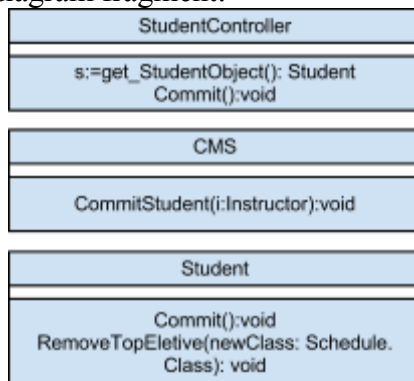 diagram fragment.
StudentController
s:=get_StudentObject(): Student
Commit():void
CMS
CommitStudent(i:Instructor):void
Student
Commit():void
RemoveTopEletive(newClass: Schedule.
Class): void